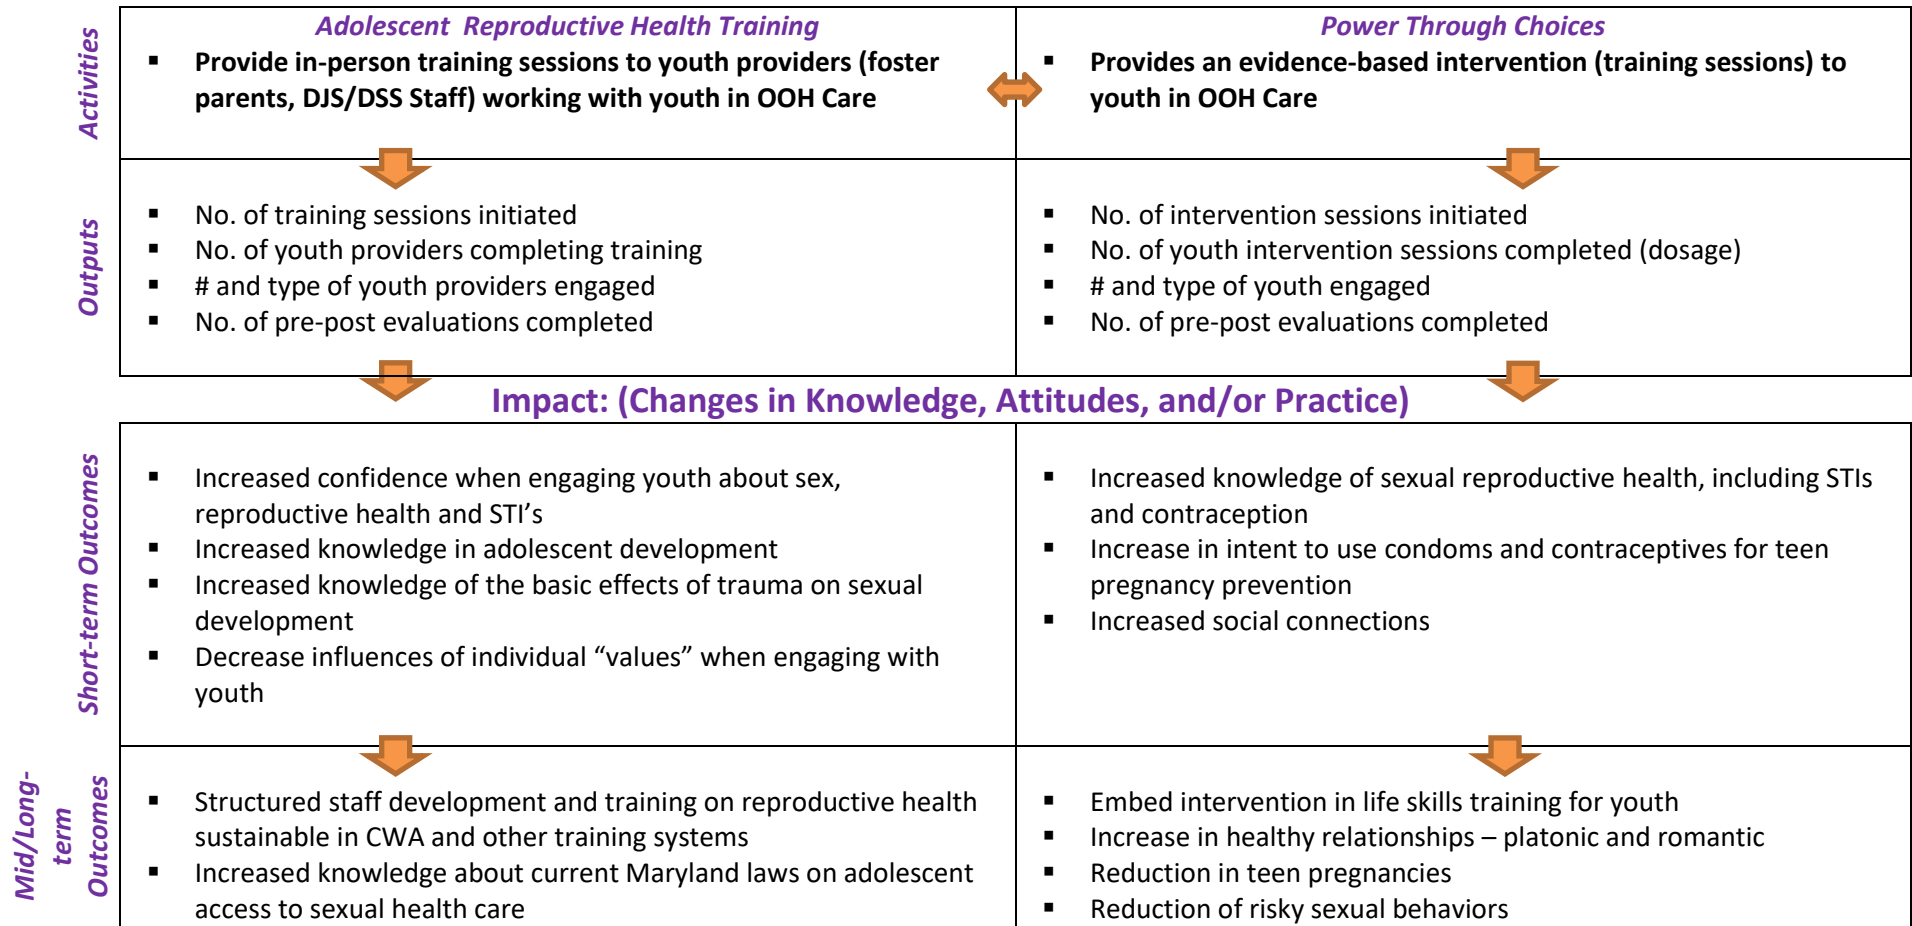 Activities
Adolescent  Reproductive Health Training
▪ Provide in-person training sessions to youth providers (foster
parents, DJS/DSS Staff) working with youth in OOH Care
Power Through Choices
▪ Provides an evidence-based intervention (training sessions) to
youth in OOH Care
Outputs
▪ No. of training sessions initiated
▪ No. of youth providers completing training
▪ # and type of youth providers engaged
▪ No. of pre-post evaluations completed
▪ No. of intervention sessions initiated
▪ No. of youth intervention sessions completed (dosage)
▪ # and type of youth engaged
▪ No. of pre-post evaluations completed
Impact: (Changes in Knowledge, Attitudes, and/or Practice)
Short-term Outcomes
▪ Increased confidence when engaging youth about sex,
reproductive health and STI’s
▪ Increased knowledge in adolescent development
▪ Increased knowledge of the basic effects of trauma on sexual
development
▪ Decrease influences of individual “values” when engaging with
youth
▪ Increased knowledge of sexual reproductive health, including STIs
and contraception
▪ Increase in intent to use condoms and contraceptives for teen
pregnancy prevention
▪ Increased social connections
Mid/Long-
term
Outcomes
▪ Structured staff development and training on reproductive health
sustainable in CWA and other training systems
▪ Increased knowledge about current Maryland laws on adolescent
access to sexual health care
▪ Embed intervention in life skills training for youth
▪ Increase in healthy relationships – platonic and romantic
▪ Reduction in teen pregnancies
▪ Reduction of risky sexual behaviors